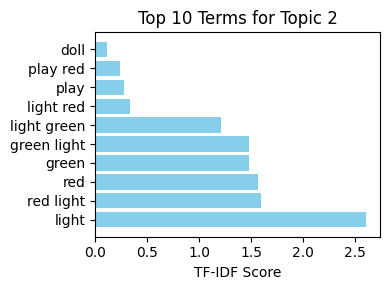 Top 10 Terms for Topic 2
doll
play red
play
light red
light green
green light
green
red
red light
light
0.0 0.5 1.0 1.5 2.0 2.5
TF-IDF Score